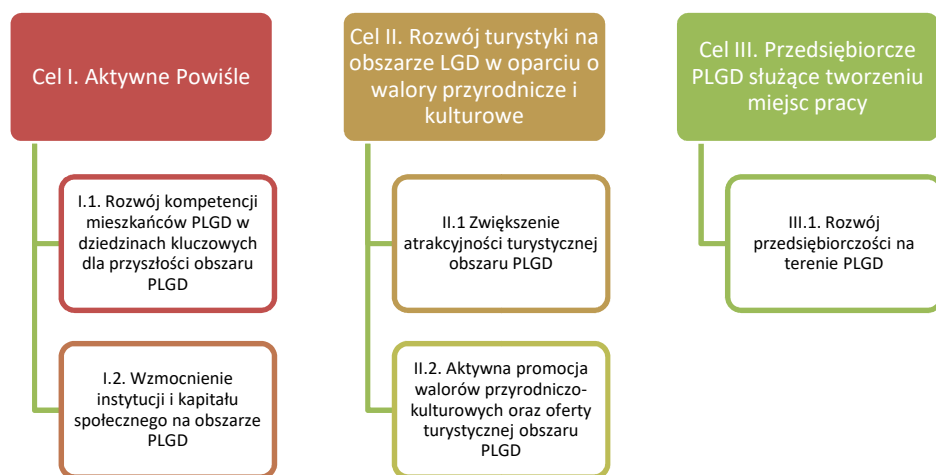 Cel I. Aktywne Powiśle
I.1. Rozwój kompetencji
mieszkańców PLGD w
dziedzinach kluczowych
dla przyszłości obszaru
PLGD
I.2. Wzmocnienie
instytucji i kapitału
społecznego na obszarze
PLGD
Cel II. Rozwój turystyki na
obszarze LGD w oparciu o
walory przyrodnicze i
kulturowe
II.1 Zwiększenie
atrakcyjności turystycznej
obszaru PLGD
II.2. Aktywna promocja
walorów przyrodniczo-
kulturowych oraz oferty
turystycznej obszaru
PLGD
Cel III. Przedsiębiorcze
PLGD służące tworzeniu
miejsc pracy
III.1. Rozwój
przedsiębiorczości na
terenie PLGD